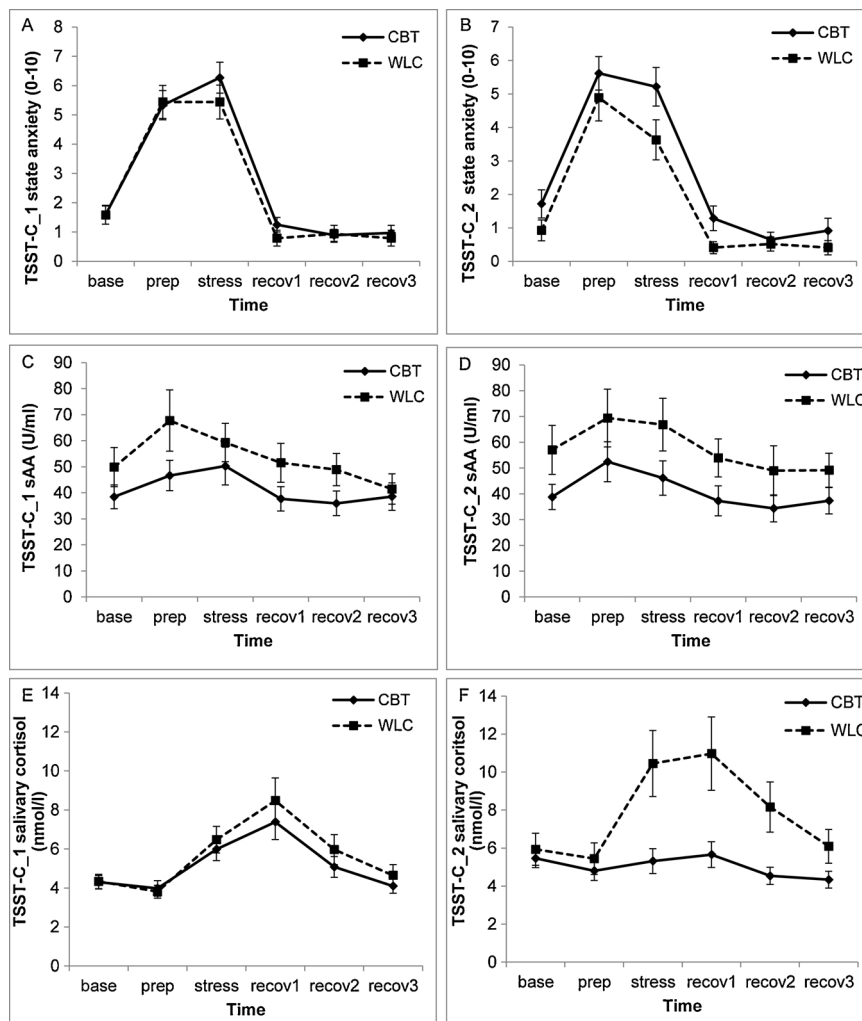 A
TSST-C_1 state anxiety (0-10)
8
7
6
5
4
3
2
1
0
CBT
WLC
base prep stress recov1 recov2 recov3
Time
B
TSST-C_2 state anxiety (0-10)
7
6
5
4
3
2
1
0
CBT
WLC
base prep stress recov1 recov2 recov3
Time
C
TSST-C_1 sAA (U/ml)
90
80
70
60
50
40
30
20
10
0
CBT
WLC
base prep stress recov1 recov2 recov3
Time
D
TSST-C_2 sAA (U/ml)
90
80
70
60
50
40
30
20
10
0
CBT
WLC
base prep stress recov1 recov2 recov3
Time
E
TSST-C_1 salivary cortisol
(nmol/l)
14
12
10
8
6
4
2
0
CBT
WLC
base prep stress recov1 recov2 recov3
Time
F
TSST-C_2 salivary coritsol
(nmol/l)
14
12
10
8
6
4
2
0
CBT
WLC
base prep stress recov1 recov2 recov3
Time